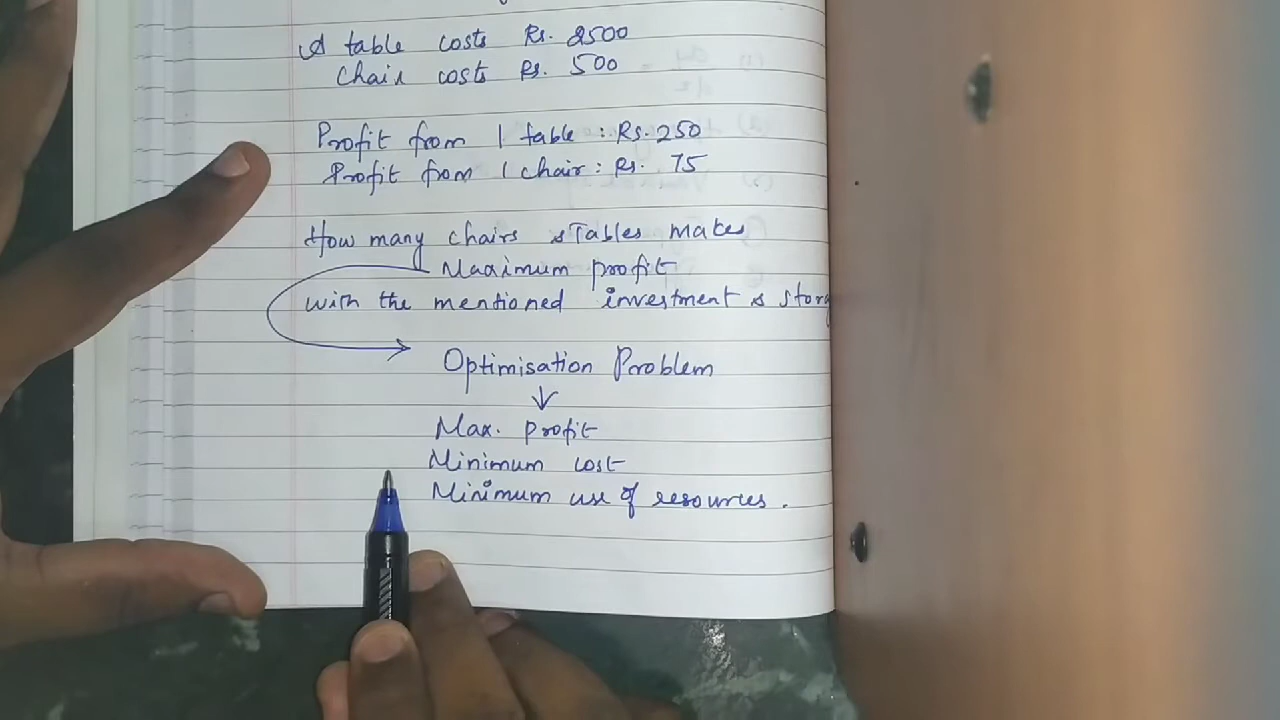 A table costs Rs. 2500
Chair costs Rs. 500
Profit from 1 table : Rs. 250
Profit from 1 chair : Rs. 75
How many chairs & Tables makes
Maximum profit
with the mentioned investment &
Optimisation Problem
Max. profit
Minimum cost
Minimum use of resources.